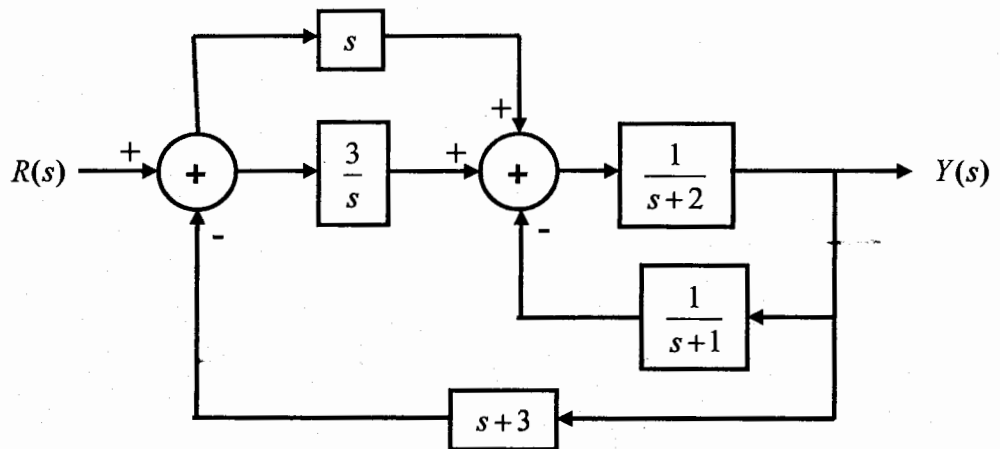 s
+
+
R(s)
+
3
s
+
+
+
1
s+2
Y(s)
-
-
1
s+1
s+3